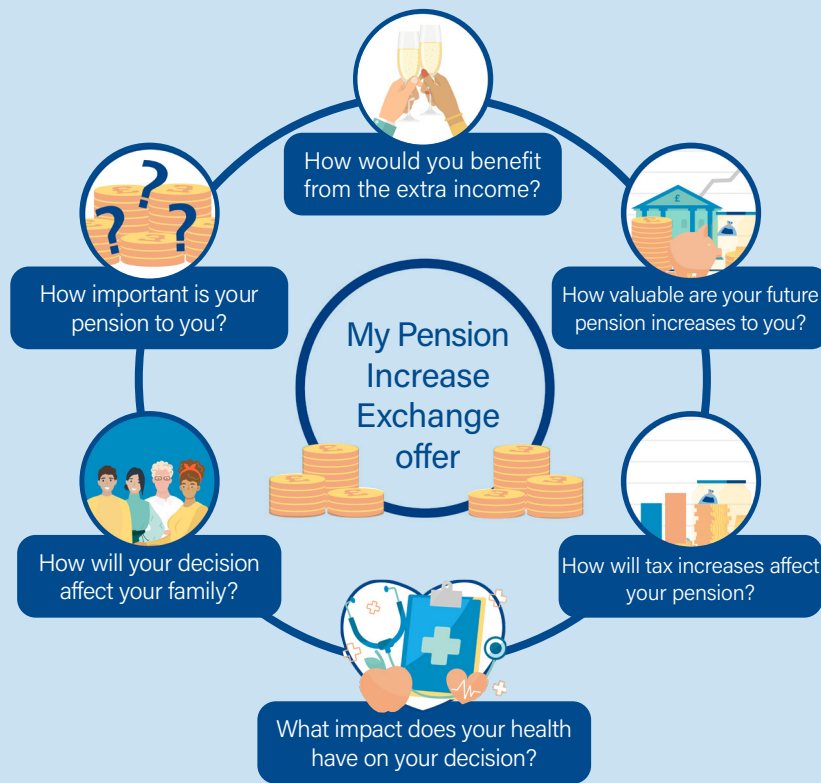 How would you benefit
from the extra income?
How important is your
pension to you?
How valuable are your future
pension increases to you?
My Pension
Increase
Exchange
offer
How will your decision
affect your family?
How will tax increases affect
your pension?
What impact does your health
have on your decision?
???
£